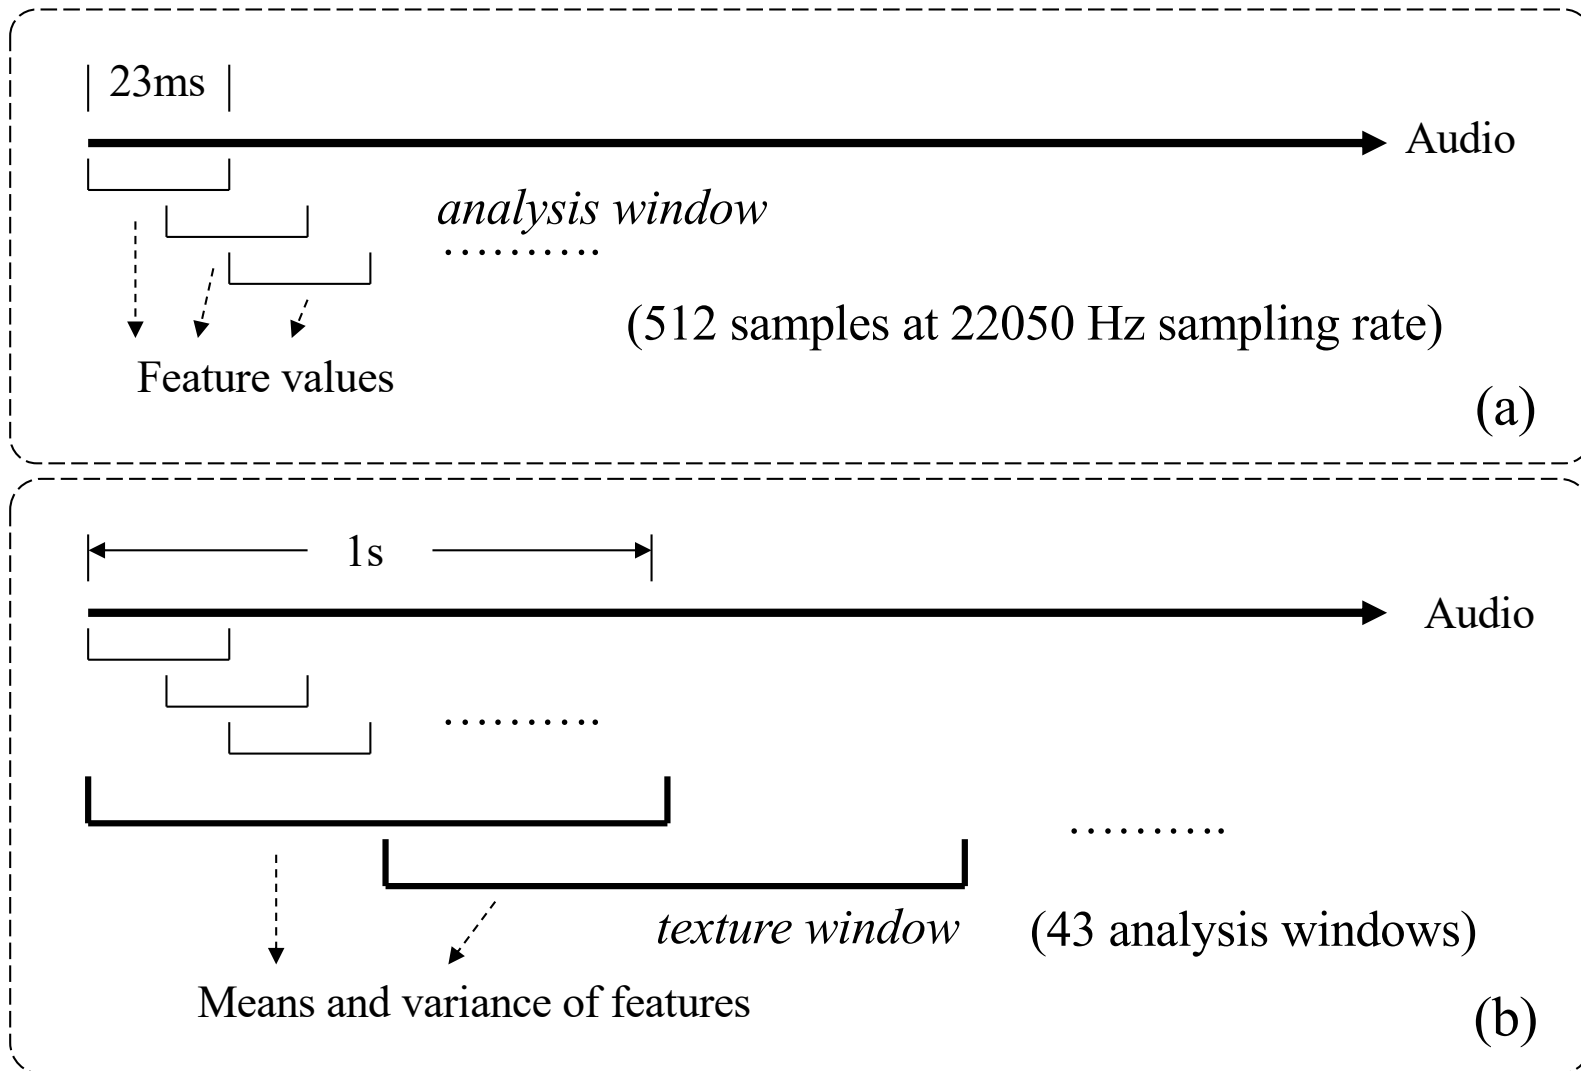 23ms
Audio
analysis window
……….
(512 samples at 22050 Hz sampling rate)
Feature values
(a)
1s
Audio
……….
……….
texture window (43 analysis windows)
Means and variance of features
(b)